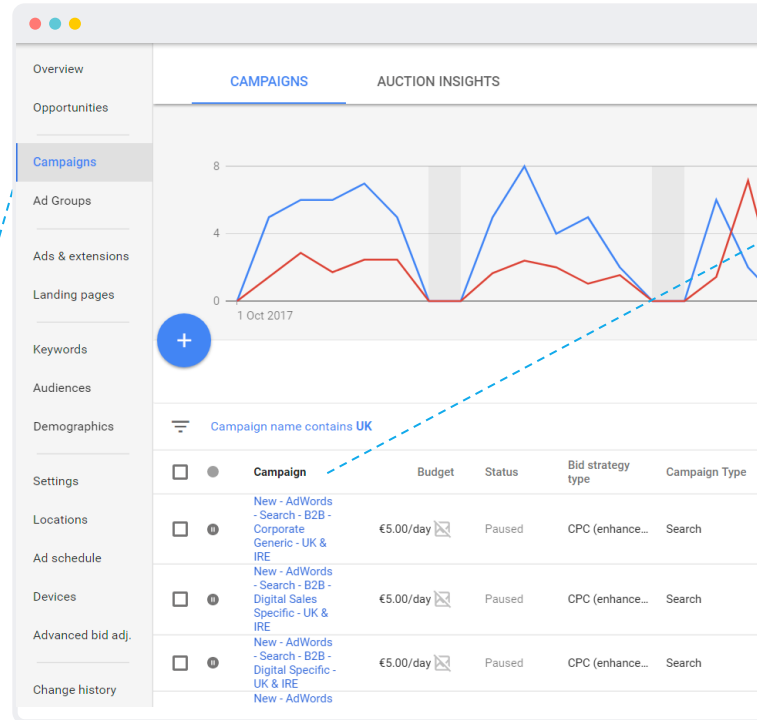 Overview
Opportunities
Campaigns
Ad Groups
Ads & extensions
Landing pages
Keywords
Audiences
Demographics
Settings
Locations
Ad schedule
Devices
Advanced bid adj.
Change history
CAMPAIGNS
AUCTION INSIGHTS
8
4
0
1 Oct 2017
+
Campaign name contains UK
Campaign
Budget
Status
Bid strategy
type
Campaign Type
New - AdWords
- Search - B2B -
Corporate
Generic - UK &
IRE
€5.00/day
Paused
CPC (enhance...
Search
New - AdWords
- Search - B2B -
Digital Sales
Specific - UK &
IRE
€5.00/day
Paused
CPC (enhance...
Search
New - AdWords
- Search - B2B -
Digital Specific -
UK & IRE
€5.00/day
Paused
CPC (enhance...
Search
New - AdWords